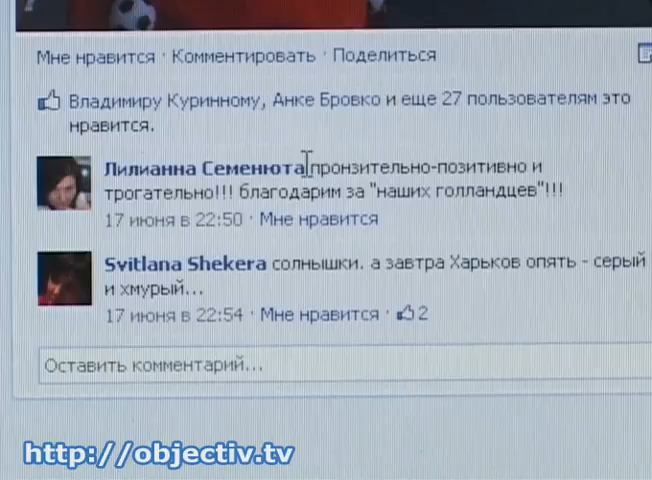 Мне нравится · Комментировать · Поделиться
Владимиру Куринному, Анке Бровко и еще 27 пользователям это
нравится.
Лилианна Семенюта пронзительно-позитивно и
трогательно!!! благодарим за "наших голландцев"!!!
17 июня в 22:50 · Мне нравится
Svitlana Shekera солнышки. а завтра Харьков опять - серый
и хмурый...
17 июня в 22:54 · Мне нравится · 2
Оставить комментарий...
http://objectiv.tv